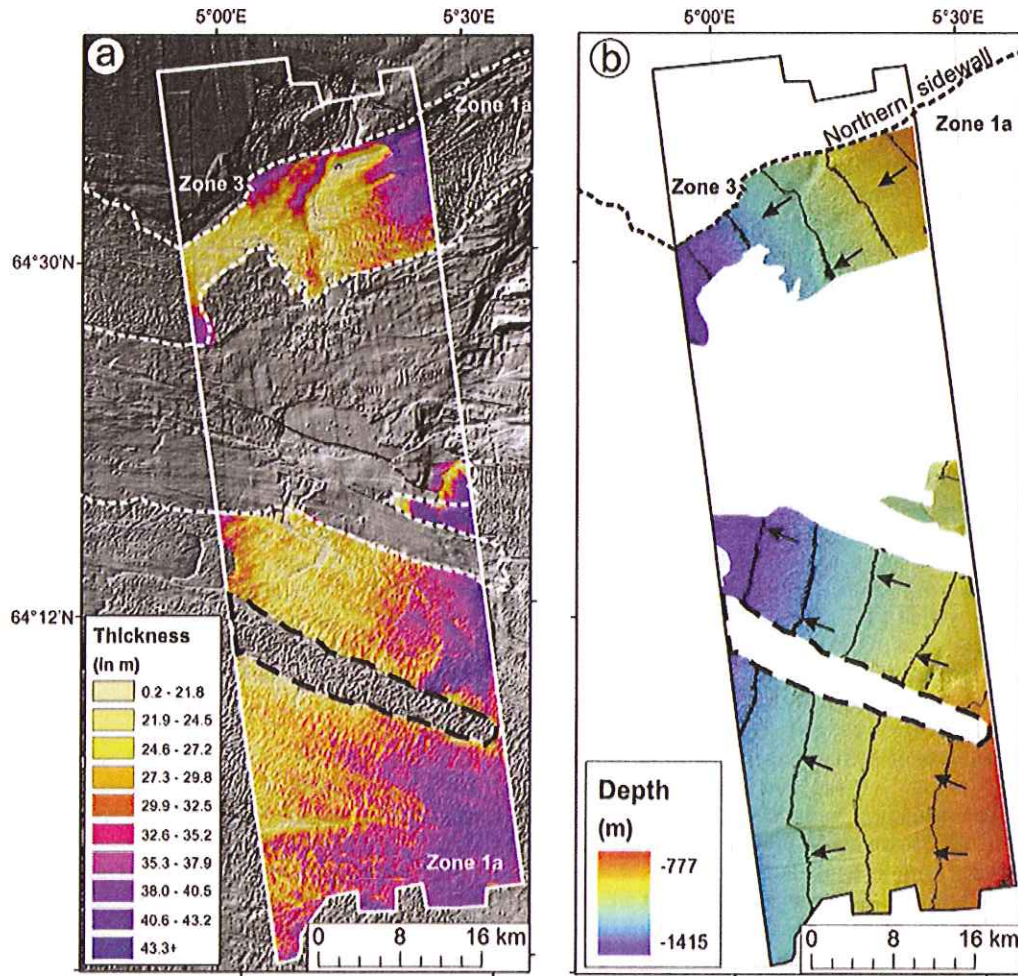 5°00'E
5°30'E
a
Zone 1a
Zone 3
64°30'N
64°12'N
Thickness
(in m)
0.2 - 21.8
21.9 - 24.5
24.6 - 27.2
27.3 - 29.8
29.9 - 32.5
32.6 - 35.2
35.3 - 37.9
38.0 - 40.5
40.6 - 43.2
43.3+
Zone 1a
0 8 16 km
5°00'E
5°30'E
b
Northern sidewall
Zone 1a
Zone 3
Depth
(m)
-777
-1415
0 8 16 km